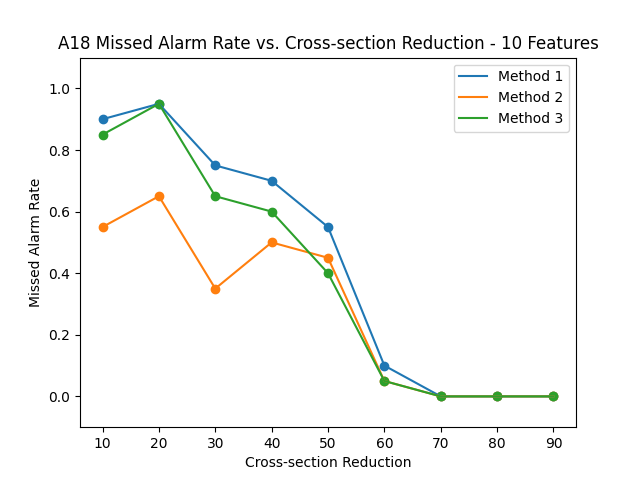 A18 Missed Alarm Rate vs. Cross-section Reduction - 10 Features
Method 1
Method 2
Method 3
Missed Alarm Rate
1.0
0.8
0.6
0.4
0.2
0.0
10 20 30 40 50 60 70 80 90
Cross-section Reduction